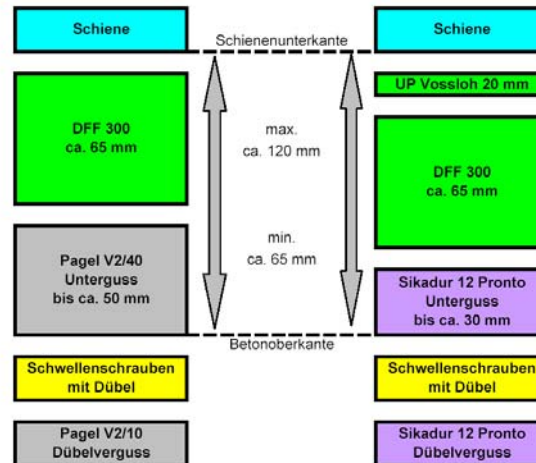 Schiene
Schienenunterkante
Schiene
UP Vossloh 20 mm
DFF 300
ca. 65 mm
max.
ca. 120 mm
DFF 300
ca. 65 mm
min.
ca. 65 mm
Pagel V2/40
Unterguss
bis ca. 50 mm
Sikadur 12 Pronto
Unterguss
bis ca. 30 mm
Betonoberkante
Schwellenschrauben
mit Dübel
Schwellenschrauben
mit Dübel
Pagel V2/10
Dübelverguss
Sikadur 12 Pronto
Dübelverguss